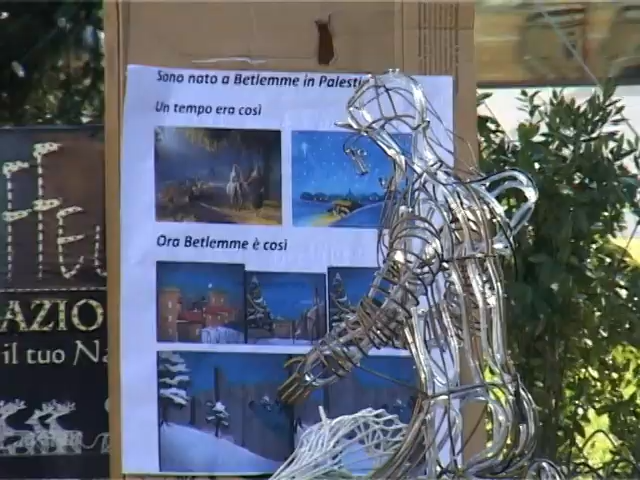 Sono nato a Betlemme in Palesti
Un tempo era così
Ora Betlemme è così
AZIO
il tuo Na